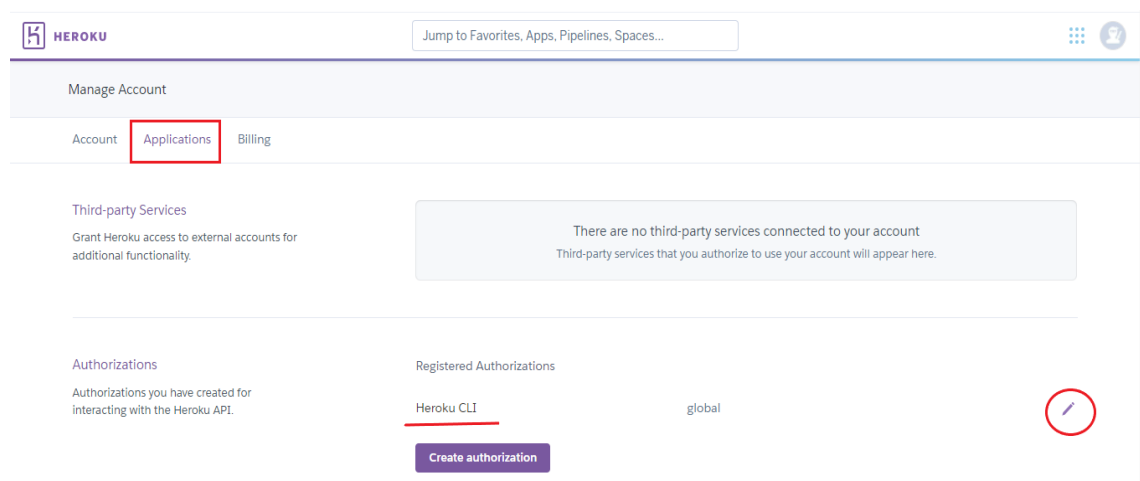 HEROKU
Jump to Favorites, Apps, Pipelines, Spaces...
Manage Account
Account
Applications
Billing
Third-party Services
Grant Heroku access to external accounts for
additional functionality.
There are no third-party services connected to your account
Third-party services that you authorize to use your account will appear here.
Authorizations
Authorizations you have created for
interacting with the Heroku API.
Registered Authorizations
Heroku CLI
global
Create authorization